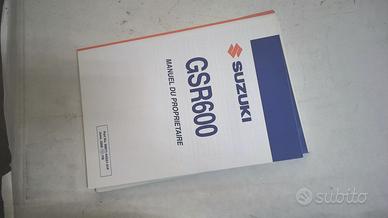 SUZUKI
GSR600
MANUEL DU PROPRIETAIRE
subito